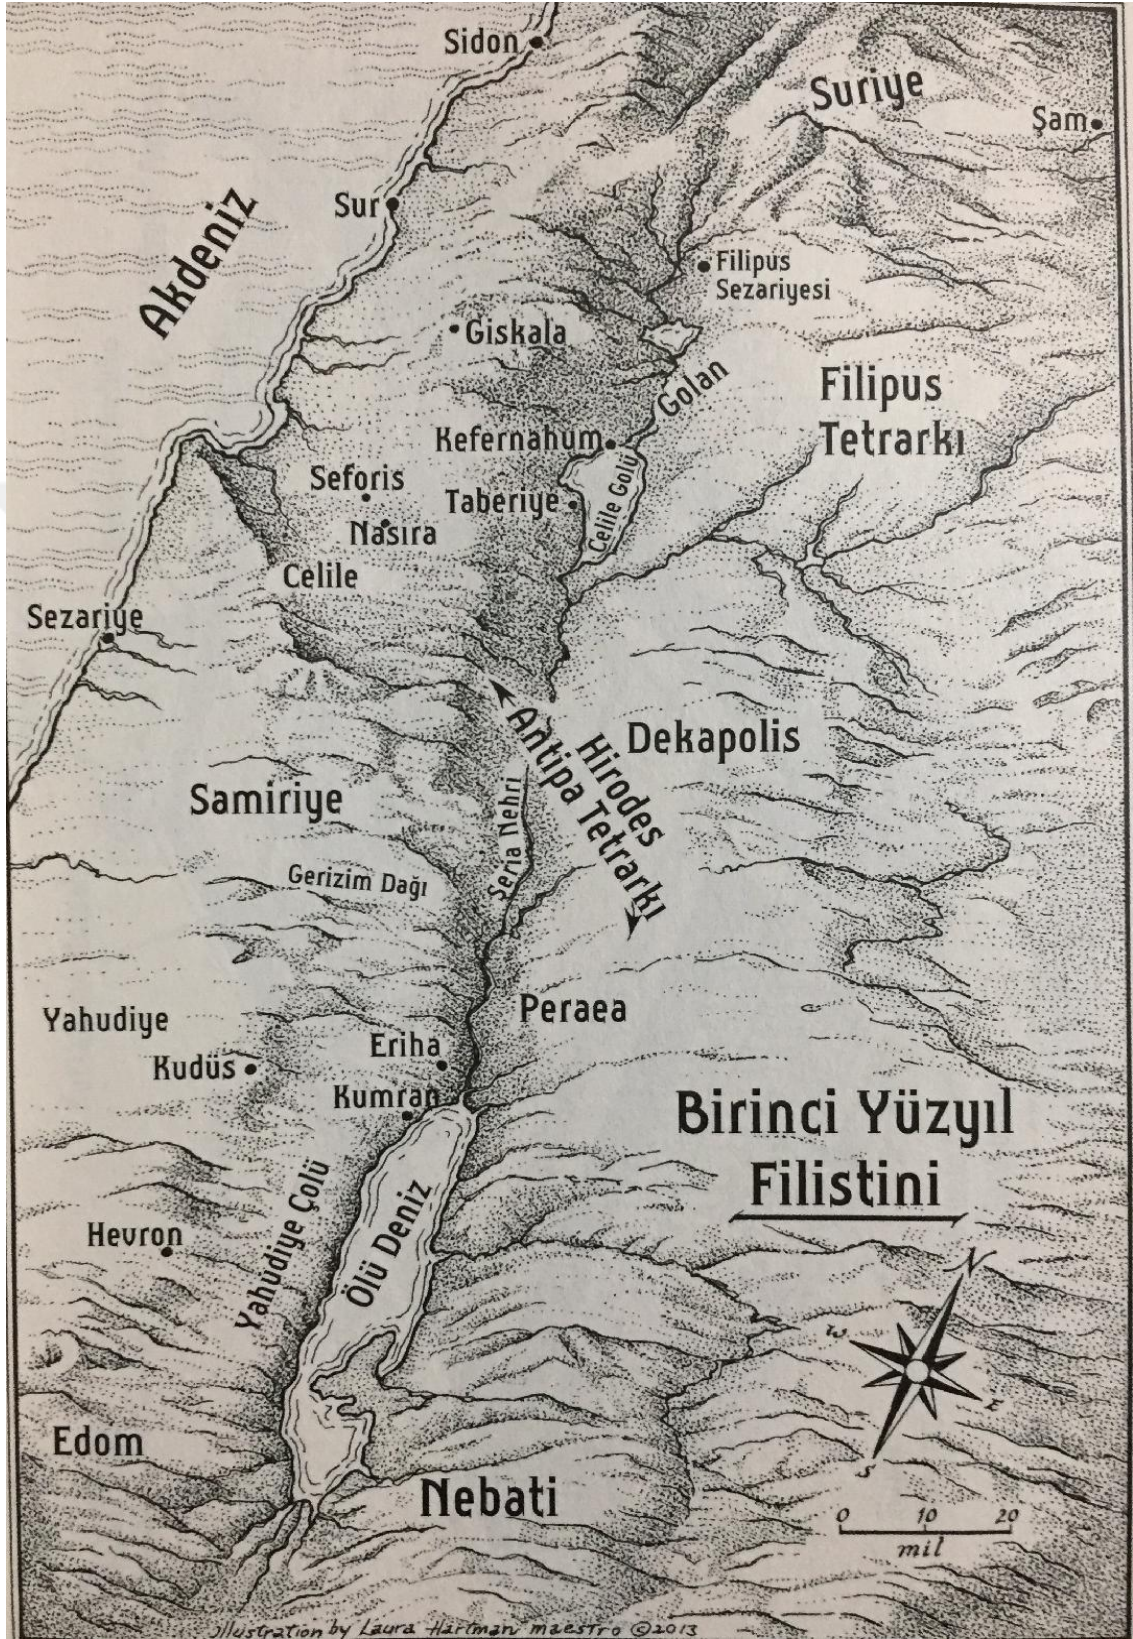 Sidon
Suriye
Şam
Sur
Akdeniz
Filipus
Sezariyesi
Giskala
Golan
Filipus
Tetrarkı
Kefernahum
Seforis
Taberiye
Celile Golü
Nasıra
Celile
Sezariye
Hirodes
Antipa Tetrarkı
Dekapolis
Samiriye
Şeria Nehri
Gerizim Dağı
Yahudiye
Peraea
Eriha
Kudüs
Kumran
Birinci Yüzyıl
Filistini
Yahudiye Çolü
Ölü Deniz
Hevron
N
W
E
S
Edom
Nebati
0 10 20
mil
Illustration by Laura Hartman maestro ©2013